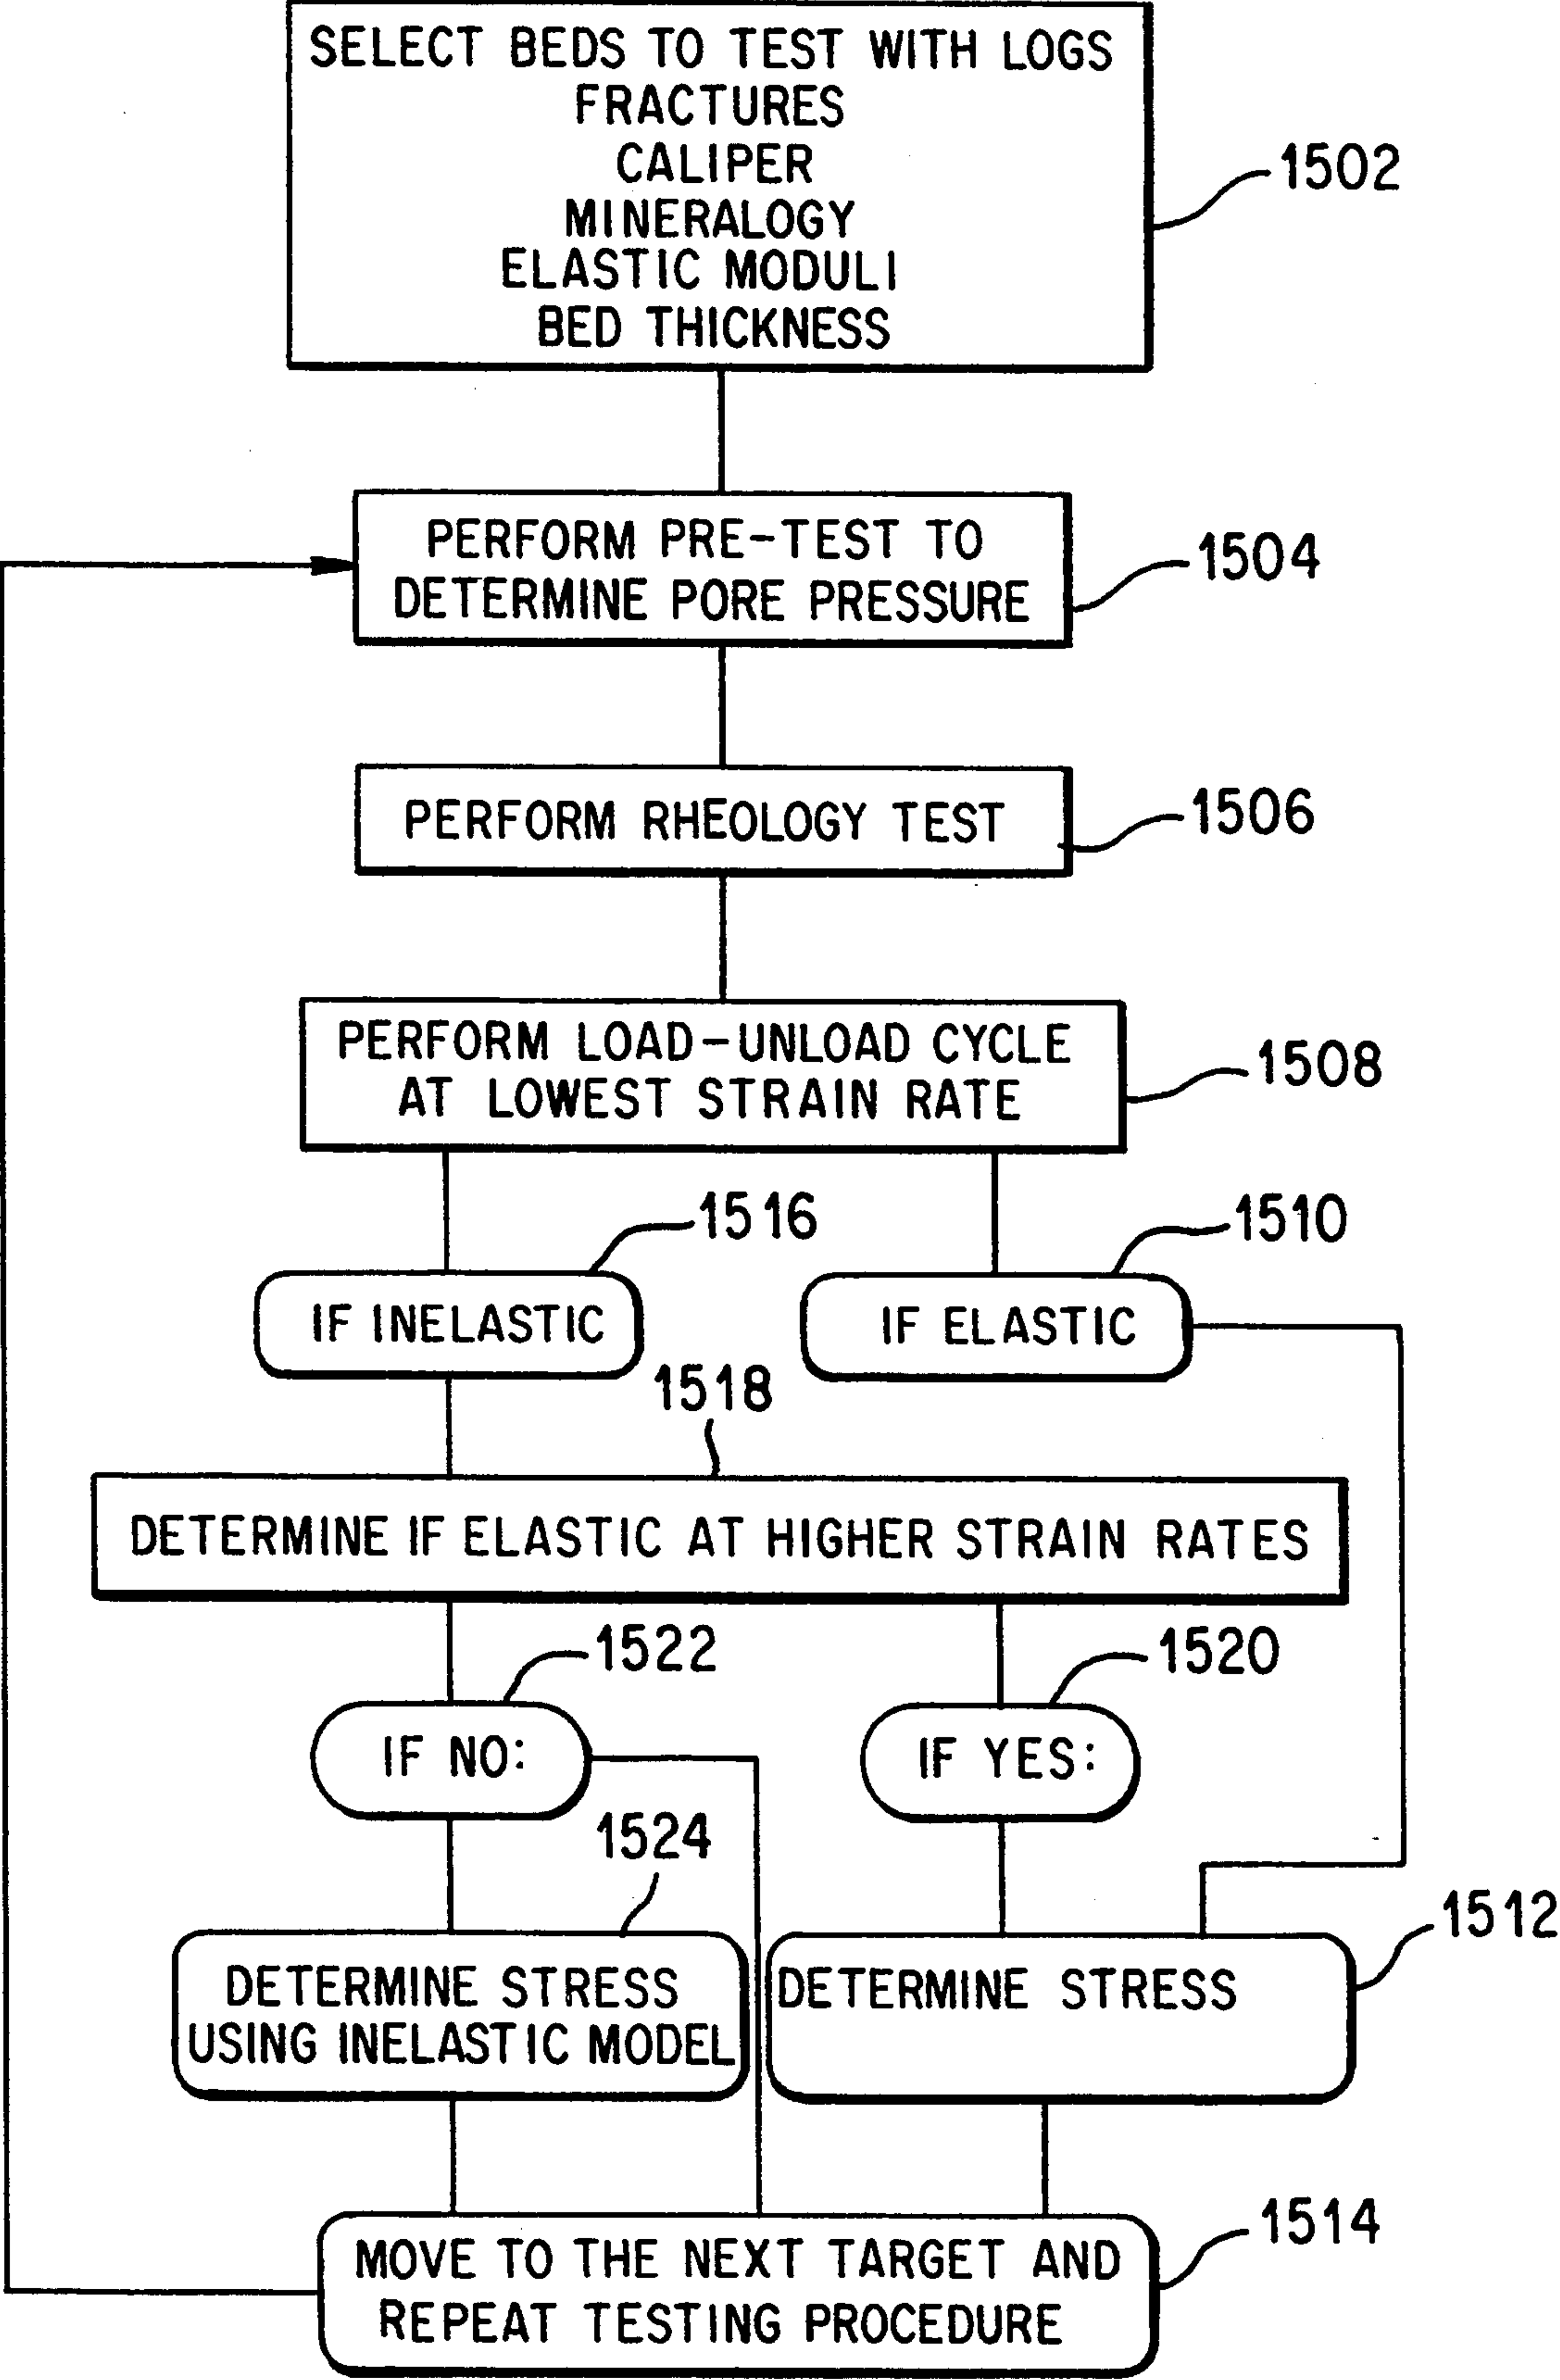 SELECT BEDS TO TEST WITH LOGS
FRACTURES
CALIPER
MINERALOGY
ELASTIC MODULI
BED THICKNESS
1502
PERFORM PRE-TEST TO
DETERMINE PORE PRESSURE
1504
PERFORM RHEOLOGY TEST
1506
PERFORM LOAD-UNLOAD CYCLE
AT LOWEST STRAIN RATE
1508
1516
1510
IF INELASTIC
IF ELASTIC
1518
DETERMINE IF ELASTIC AT HIGHER STRAIN RATES
1522
1520
IF NO:
IF YES:
1524
1512
DETERMINE STRESS
USING INELASTIC MODEL
DETERMINE STRESS
1514
MOVE TO THE NEXT TARGET AND
REPEAT TESTING PROCEDURE